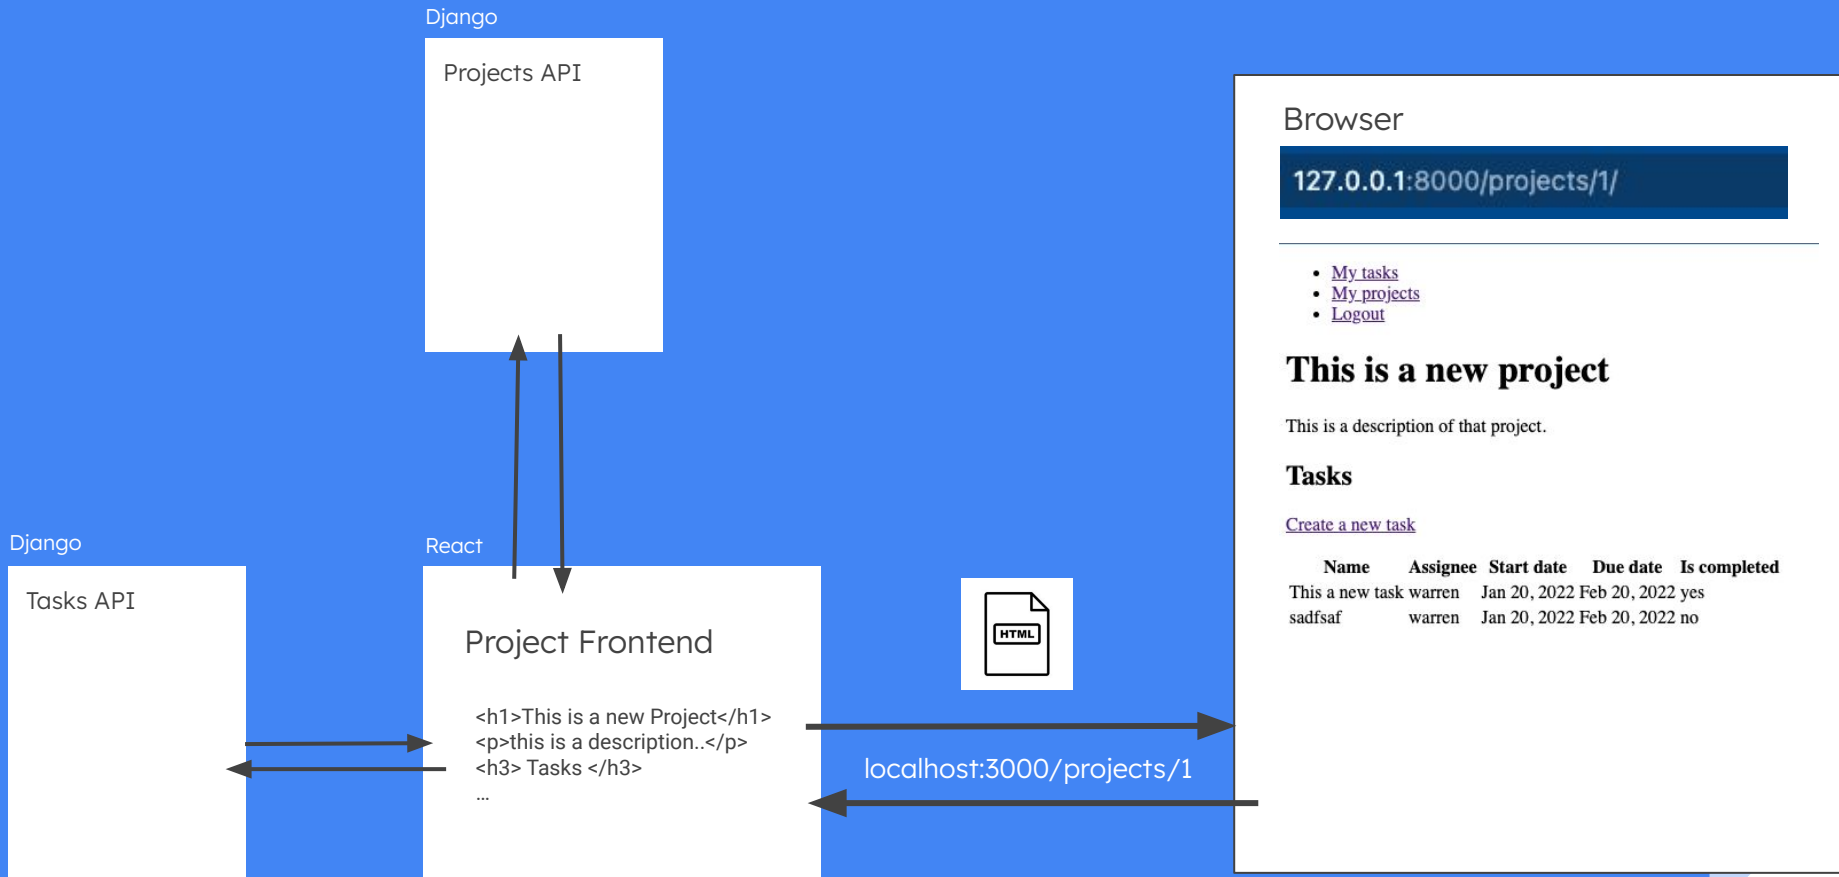 Django
Projects API
Django
Tasks API
React
Project Frontend
<h1>This is a new Project</h1>
<p>this is a description..</p>
<h3> Tasks </h3>
...
HTML
localhost:3000/projects/1
Browser
127.0.0.1:8000/projects/1/
My tasks
My projects
Logout
This is a new project
This is a description of that project.
Tasks
Create a new task
Name Assignee Start date Due date Is completed
This a new task warren Jan 20, 2022 Feb 20, 2022 yes
sadfsaf warren Jan 20, 2022 Feb 20, 2022 no